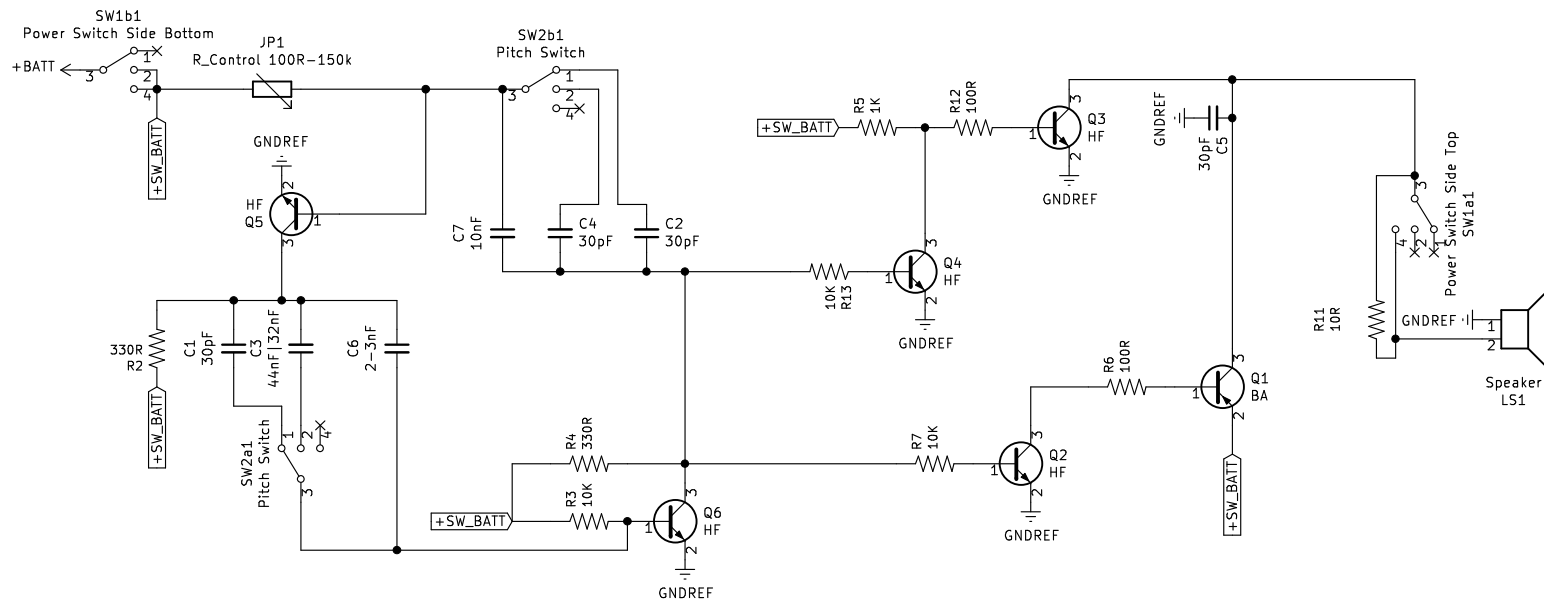 SW1b1
Power Switch Side Bottom
+BATT
3
1
2
4
JP1
R_Control 100R-150k
+SW_BATT
SW2b1
Pitch Switch
3
1
2
4
GNDREF
2
HF
Q5
1
3
C7
10nF
C4
30pF
C2
30pF
+SW_BATT
R5
1K
R12
100R
1
3
Q3
HF
2
GNDREF
GNDREF
30pF
C5
Power Switch Side Top
SW1a1
3
4
2
1
10K
R13
1
3
Q4
HF
2
GNDREF
R11
10R
GNDREF
1
2
Speaker
LS1
330R
R2
+SW_BATT
C1
30pF
C3
44nF|32nF
C6
2-3nF
SW2a1
Pitch Switch
1
2
4
3
R4
330R
R3
10K
+SW_BATT
1
3
Q6
HF
2
GNDREF
R7
10K
1
3
Q2
HF
2
GNDREF
R6
100R
1
3
Q1
BA
2
+SW_BATT